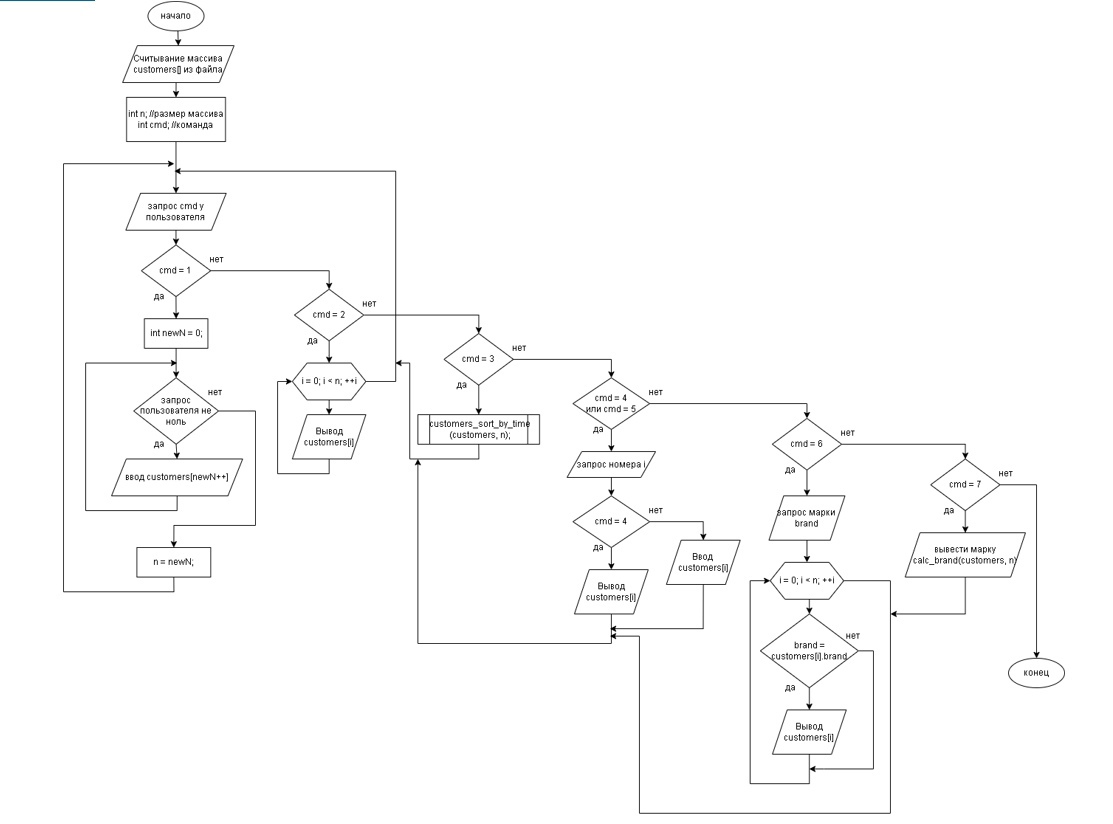 начало
Считывание массива
customers[] из файла
int n; //размер массива
int cmd; //команда
запрос cmd у
пользователя
cmd = 1
нет
да
int newN = 0;
запрос
пользователя не
ноль
нет
да
ввод customers[newN++]
n = newN;
cmd = 2
нет
да
i = 0; i < n; ++i
Вывод
customers[i]
cmd = 3
нет
да
customers_sort_by_time
(customers, n);
cmd = 4
или cmd = 5
нет
да
запрос номера i
cmd = 4
нет
да
Вывод
customers[i]
Ввод
customers[i]
cmd = 6
нет
да
запрос марки
brand
i = 0; i < n; ++i
brand =
customers[i].brand
нет
да
Вывод
customers[i]
cmd = 7
нет
да
вывести марку
calc_brand(customers, n)
конец